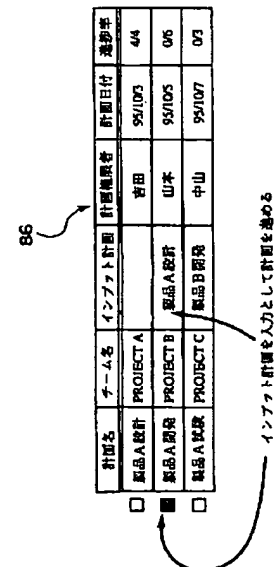 86
計画名 チーム名 インプット計画 計画権限者 計画日付 進捗率
□ 製品A設計 PROJECT A 吉田 95/10/3 4/4
■ 製品A開発 PROJECT B 製品A設計 山本 95/10/5 0/6
□ 製品A試験 PROJECT C 製品B開発 中山 95/10/7 0/3
インプット計画を入力として計画を進める